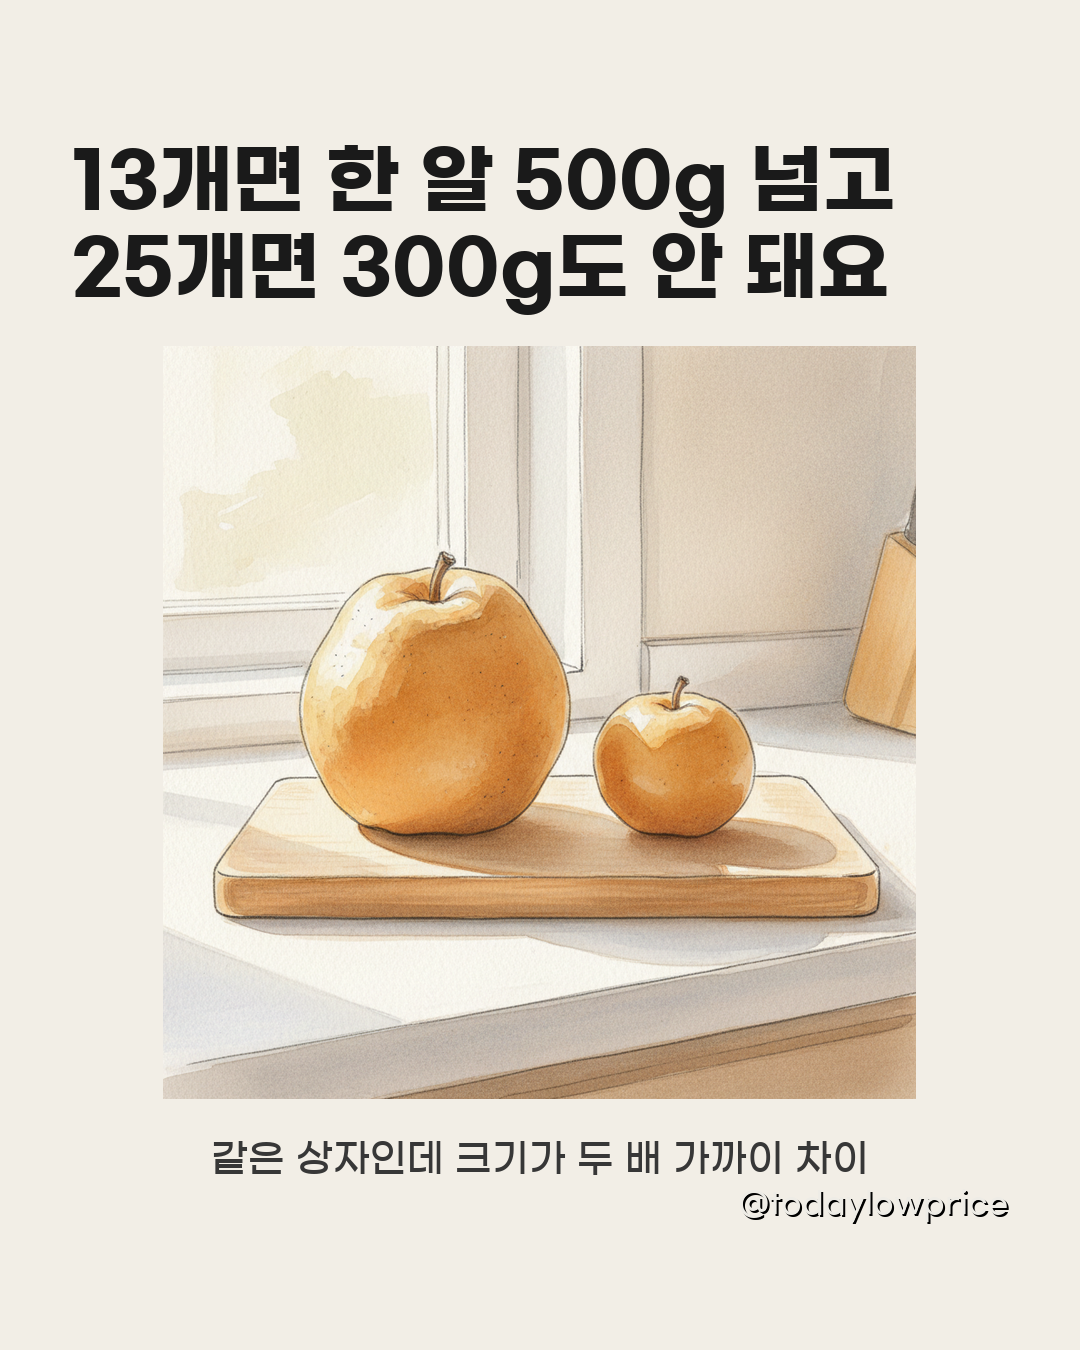 13개면 한 알 500g 넘고
25개면 300g도 안 돼요
같은 상자인데 크기가 두 배 가까이 차이
@todaylowprice